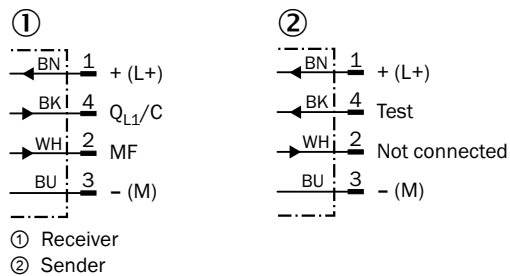 ① ②
BN 1 + (L+) BN 1 + (L+)
BK 4 Q_L1/C BK 4 Test
WH 2 MF WH 2 Not connected
BU 3 − (M) BU 3 − (M)
① Receiver
② Sender